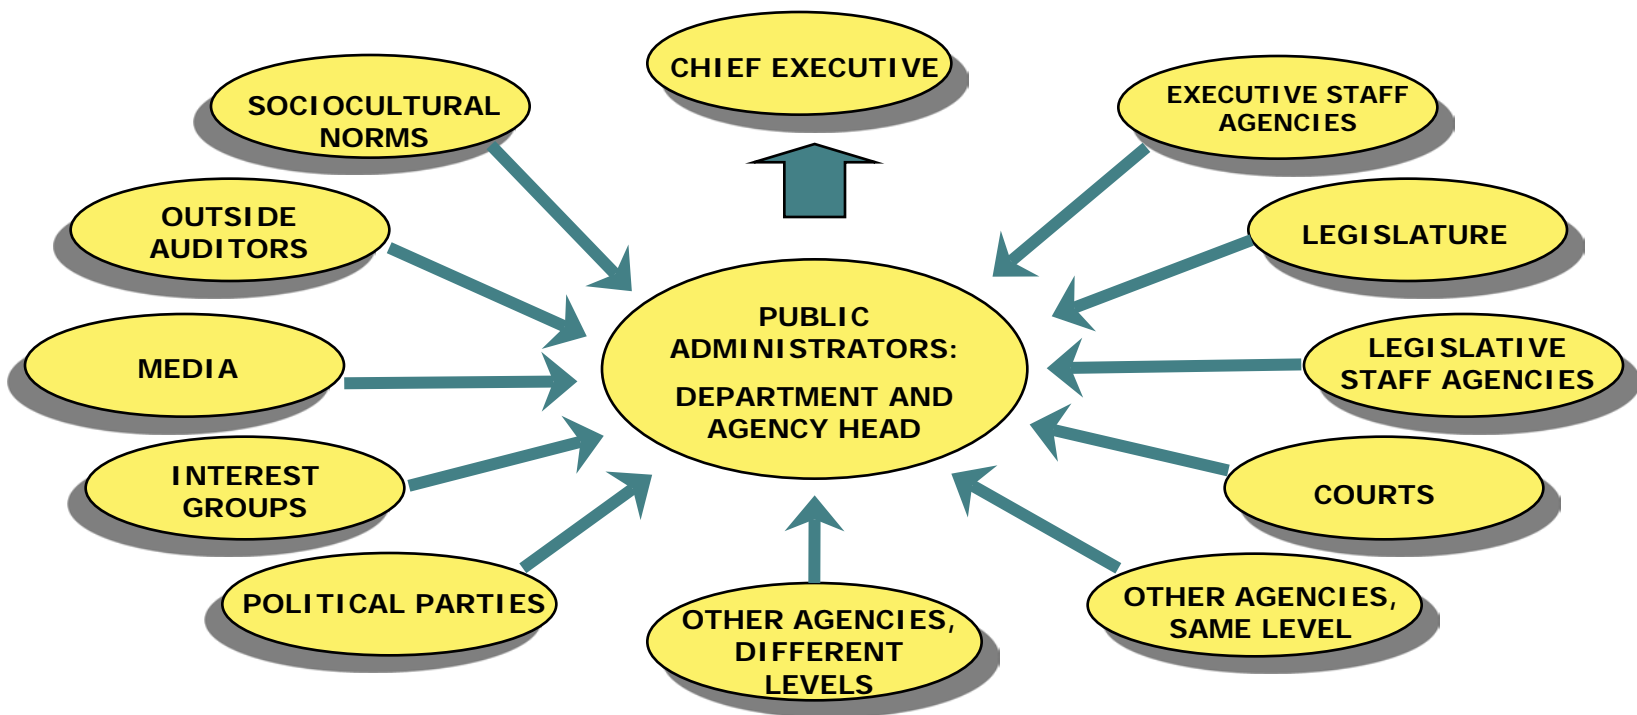 CHIEF EXECUTIVE
SOCIOCULTURAL
NORMS
EXECUTIVE STAFF
AGENCIES
OUTSIDE
AUDITORS
LEGISLATURE
PUBLIC
ADMINISTRATORS:
DEPARTMENT AND
AGENCY HEAD
MEDIA
LEGISLATIVE
STAFF AGENCIES
INTEREST
GROUPS
COURTS
POLITICAL PARTIES
OTHER AGENCIES,
DIFFERENT
LEVELS
OTHER AGENCIES,
SAME LEVEL